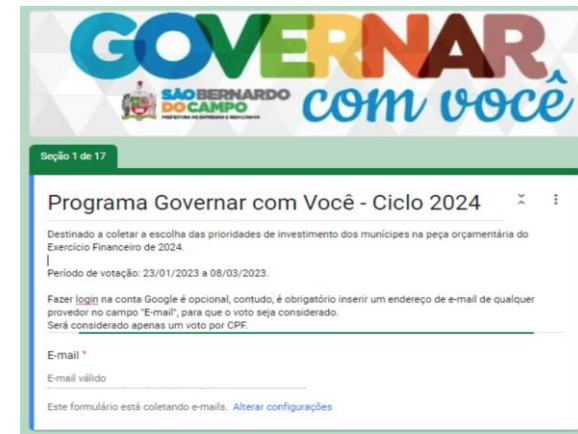 GOVERNAR
SÃO BERNARDO
DO CAMPO
com você
Seção 1 de 17
Programa Governar com Você - Ciclo 2024
Destinado a coletar a escolha das prioridades de investimento dos munícipes na peça orçamentária do
Exercício Financeiro de 2024.
Período de votação: 23/01/2023 a 08/03/2023.
Fazer login na conta Google é opcional, contudo, é obrigatório inserir um endereço de e-mail de qualquer
provedor no campo "E-mail", para que o voto seja considerado.
Será considerado apenas um voto por CPF.
E-mail *
E-mail válido
Este formulário está coletando e-mails. Alterar configurações